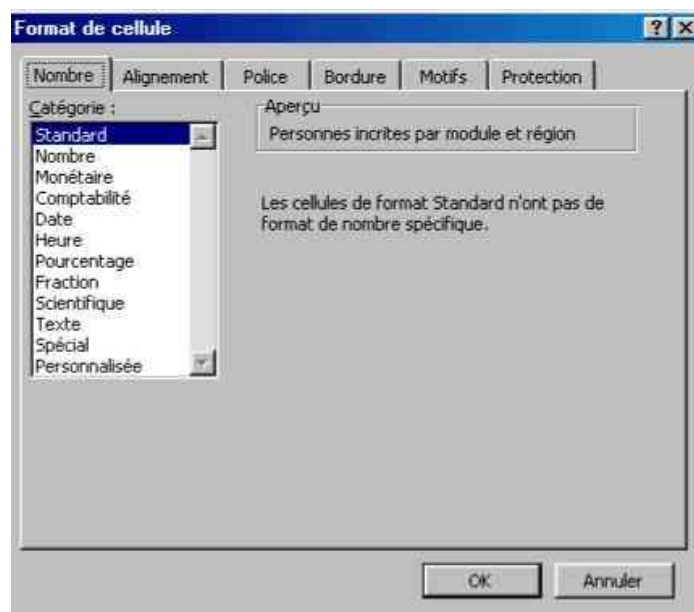 Format de cellule
Nombre Alignement Police Bordure Motifs Protection
Catégorie :
Standard
Nombre
Monétaire
Comptabilité
Date
Heure
Pourcentage
Fraction
Scientifique
Texte
Spécial
Personnalisée
Aperçu
Personnes incrites par module et région
Les cellules de format Standard n'ont pas de
format de nombre spécifique.
OK Annuler